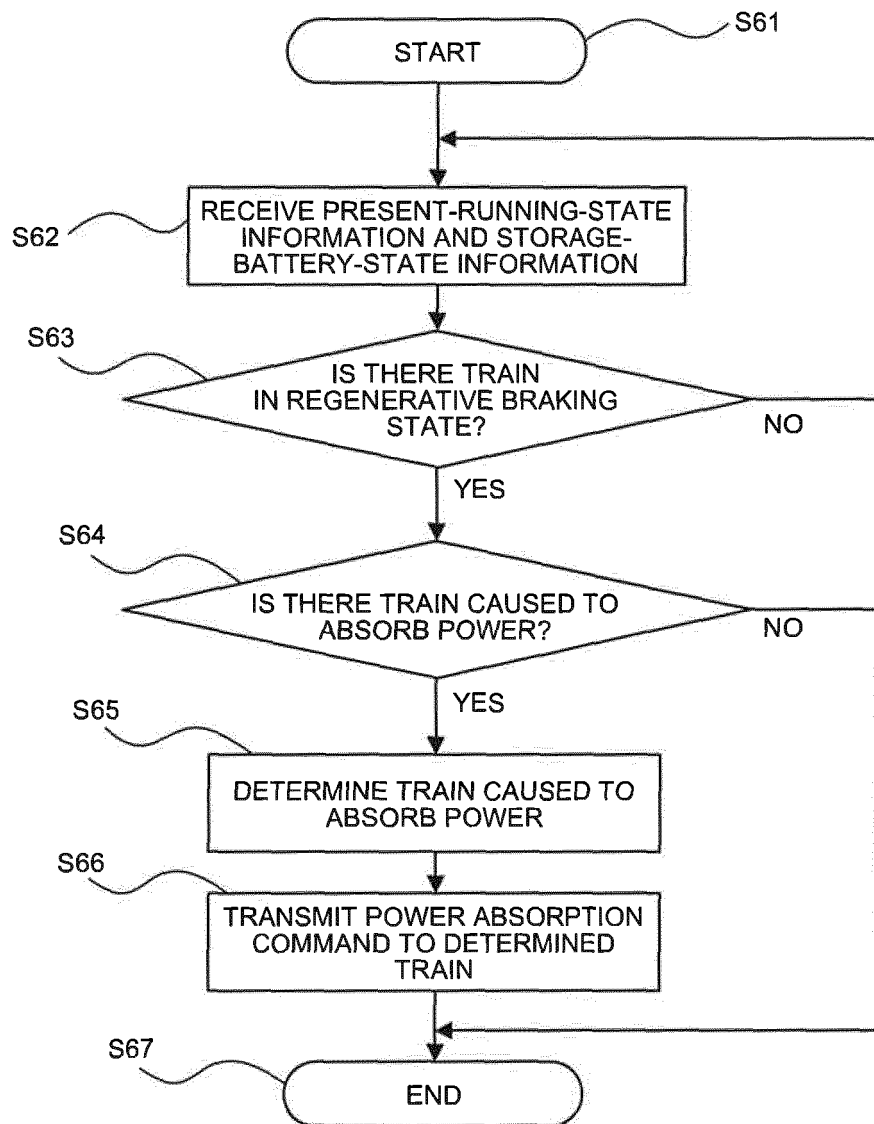 START
S61
RECEIVE PRESENT-RUNNING-STATE
INFORMATION AND STORAGE-
BATTERY-STATE INFORMATION
S62
S63
IS THERE TRAIN
IN REGENERATIVE BRAKING
STATE?
NO
YES
S64
IS THERE TRAIN CAUSED TO
ABSORB POWER?
NO
YES
S65
DETERMINE TRAIN CAUSED TO
ABSORB POWER
S66
TRANSMIT POWER ABSORPTION
COMMAND TO DETERMINED
TRAIN
S67
END